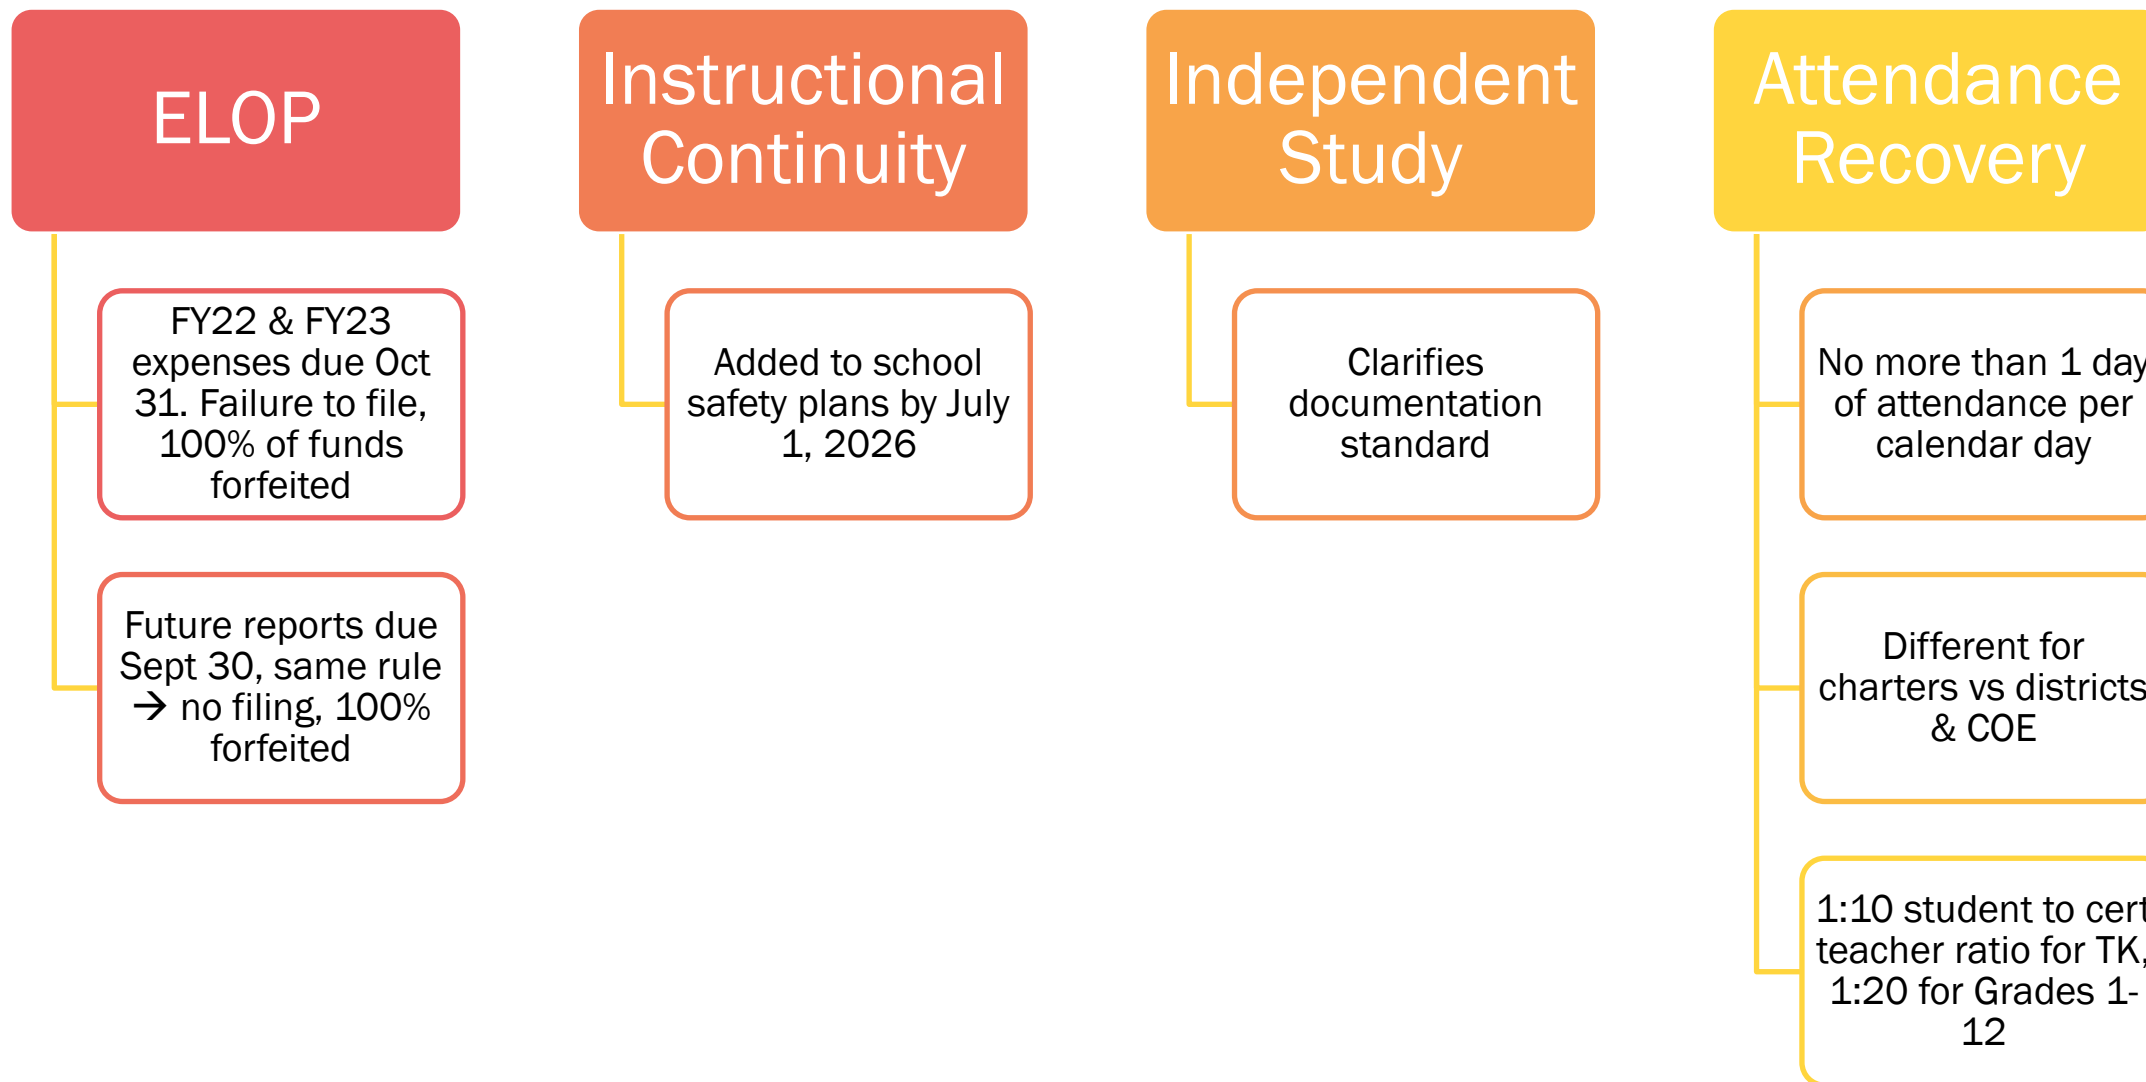 ELOP
FY22 & FY23
expenses due Oct
31. Failure to file,
100% of funds
forfeited
Future reports due
Sept 30, same rule
→ no filing, 100%
forfeited
Instructional
Continuity
Added to school
safety plans by July
1, 2026
Independent
Study
Clarifies
documentation
standard
Attendance
Recovery
No more than 1 day
of attendance per
calendar day
Different for
charters vs districts
& COE
1:10 student to cert
teacher ratio for TK,
1:20 for Grades 1-
12